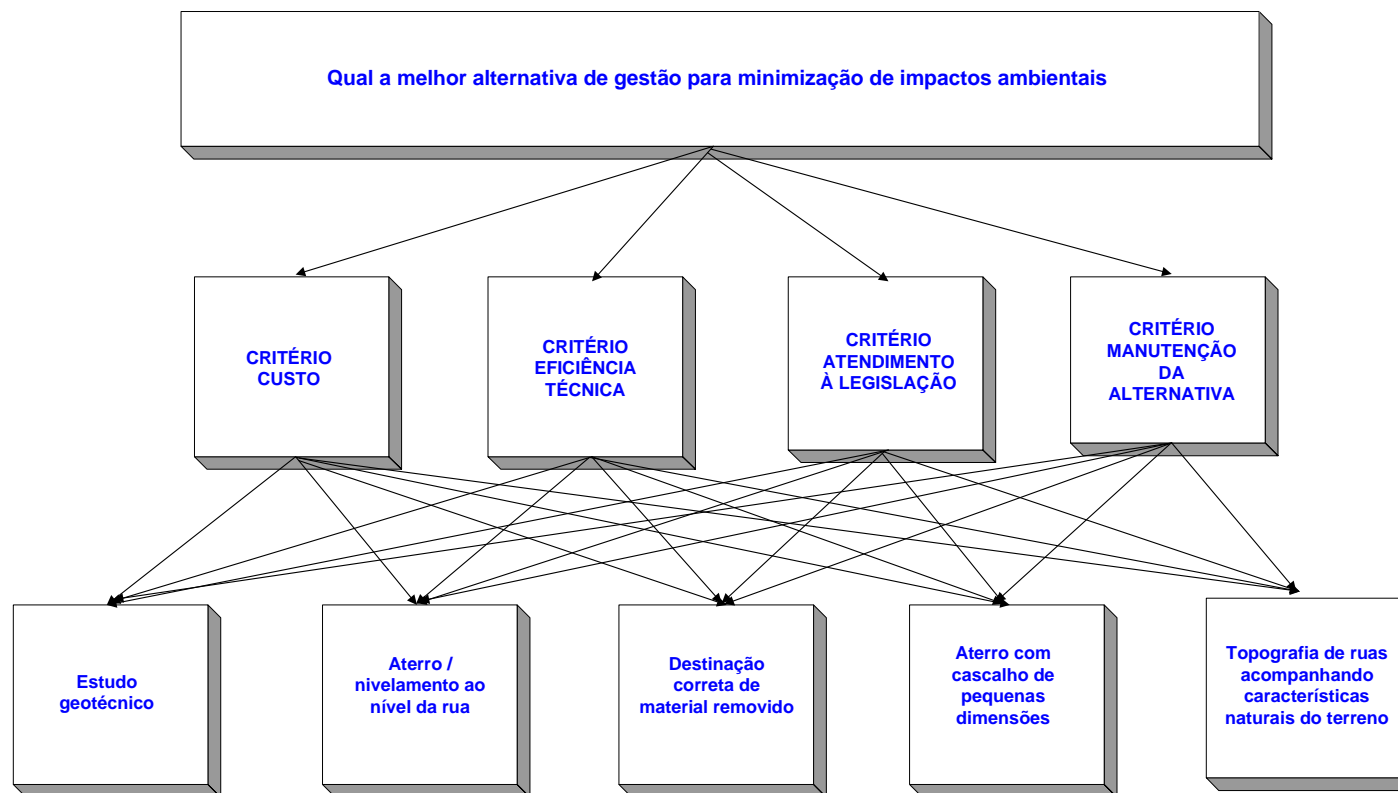 Qual a melhor alternativa de gestão para minimização de impactos ambientais
CRITÉRIO
CUSTO
CRITÉRIO
EFICIÊNCIA
TÉCNICA
CRITÉRIO
ATENDIMENTO
À LEGISLAÇÃO
CRITÉRIO
MANUTENÇÃO
DA
ALTERNATIVA
Estudo
geotécnico
Aterro /
nivelamento ao
nível da rua
Destinação
correta de
material removido
Aterro com
cascalho de
pequenas
dimensões
Topografia de ruas
acompanhando
características
naturais do terreno